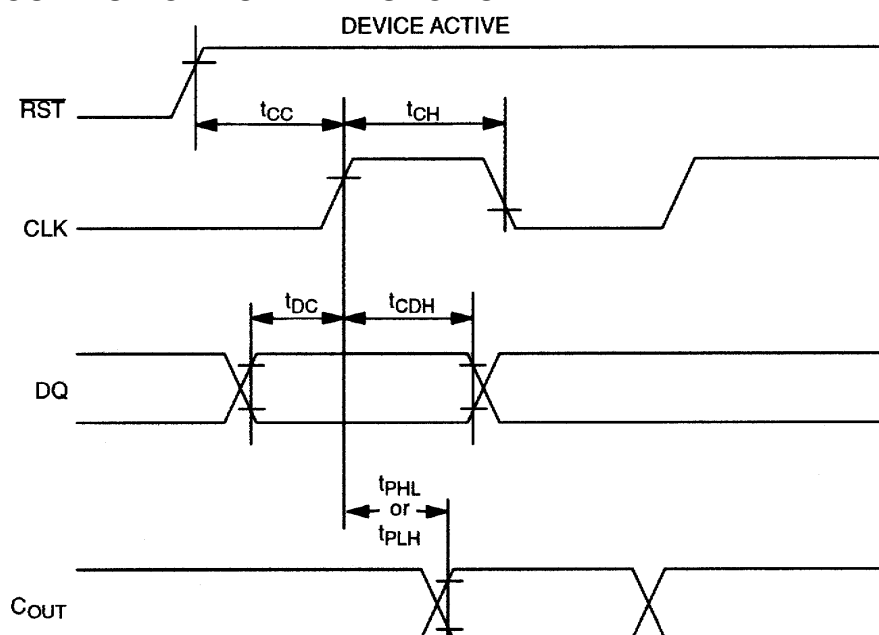 DEVICE ACTIVE
RST
tCC
tCH
CLK
tDC
tCDH
DQ
tPHL
or
tPLH
COUT